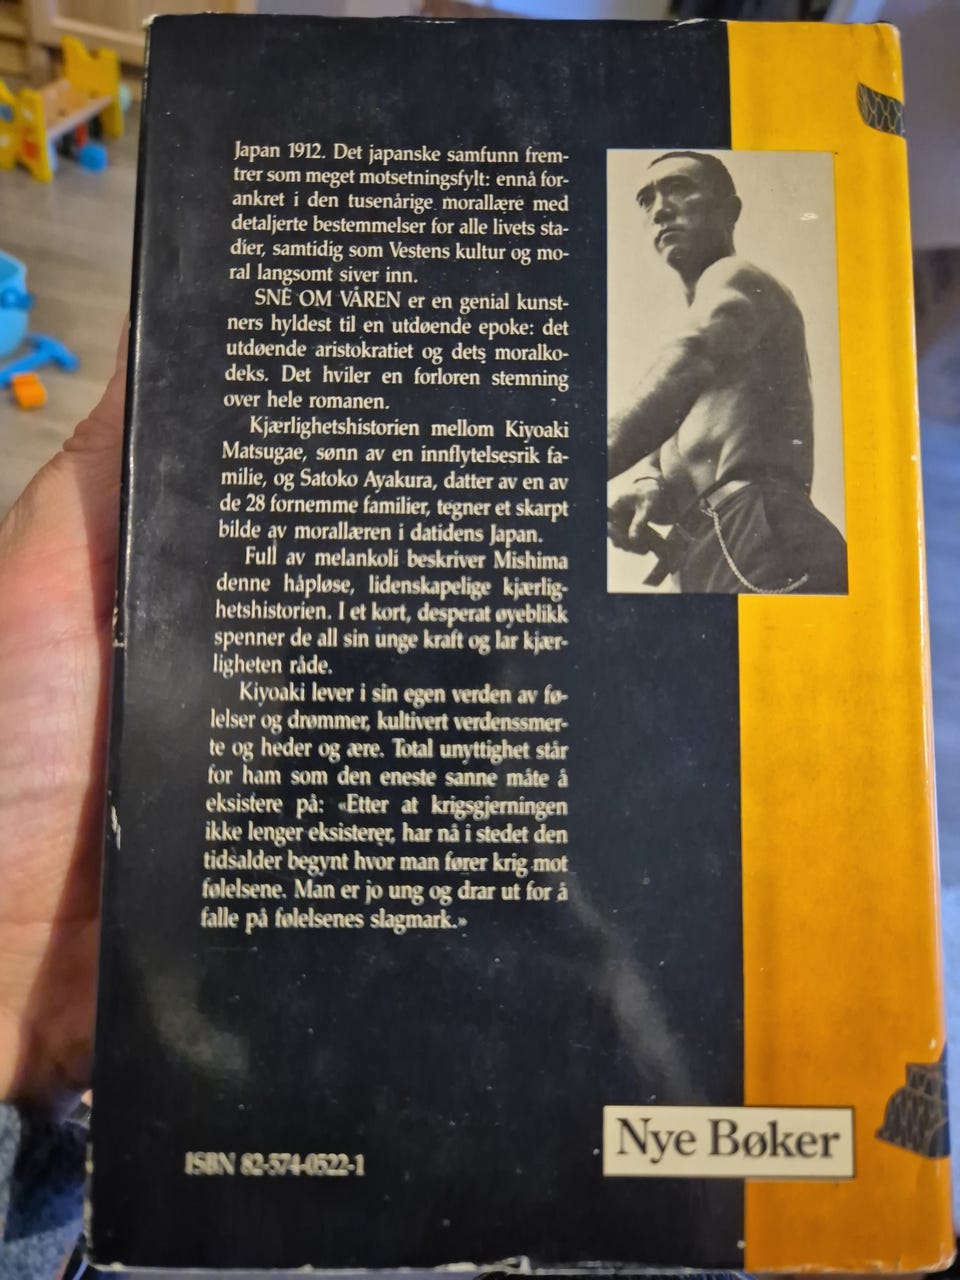 Japan 1912. Det japanske samfunn frem-
trer som meget motsetningsfylt: ennå for-
ankret i den tusenårige morallære med
detaljerte bestemmelser for alle livets sta-
dier, samtidig som Vestens kultur og mo-
ral langsomt siver inn.
SNE OM VÅREN er en genial kunst-
ners hyldest til en utdøende epoke: det
utdøende aristokratiet og dets moralko-
deks. Det hviler en forloren stemning
over hele romanen.
Kjærlighetshistorien mellom Kiyoaki
Matsugae, sønn av en innflytelsesrik fa-
milie, og Satoko Ayakura, datter av en av
de 28 fornemme familier, tegner et skarpt
bilde av morallæren i datidens Japan.
Full av melankoli beskriver Mishima
denne håpløse, lidenskapelige kjærlig-
hetshistorien. I et kort, desperat øyeblikk
spenner de all sin unge kraft og lar kjær-
ligheten råde.
Kiyoaki lever i sin egen verden av fø-
lelser og drømmer, kultivert verdenssmer-
te og heder og ære. Total unyttighet står
for ham som den eneste sanne måte å
eksistere på: «Etter at krigsgjerningen
ikke lenger eksisterer, har nå i stedet den
tidsalder begynt hvor man fører krig mot
følelsene. Man er jo ung og drar ut for å
falle på følelsenes slagmark.»
ISBN 82-574-0522-1
Nye Bøker